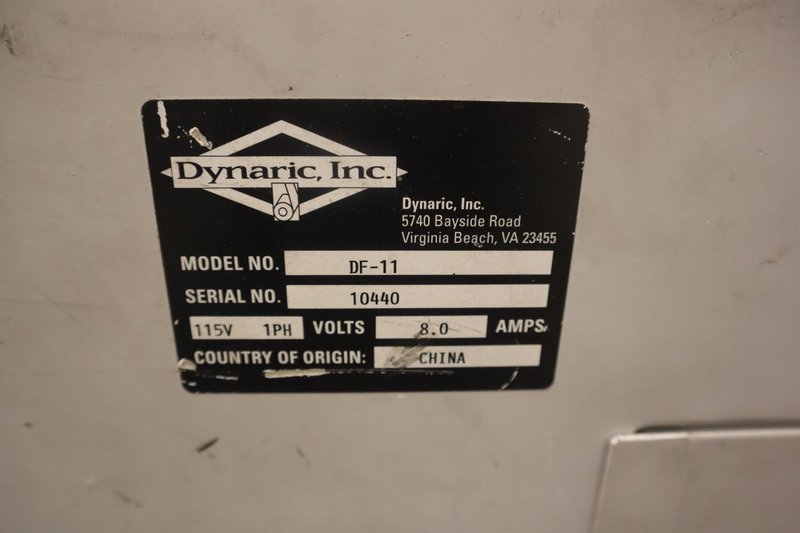 Dynaric, Inc.
Dynaric, Inc.
5740 Bayside Road
Virginia Beach, VA 23455
MODEL NO. DF-11
SERIAL NO. 10440
115V 1PH VOLTS 8.0 AMPS
COUNTRY OF ORIGIN: CHINA